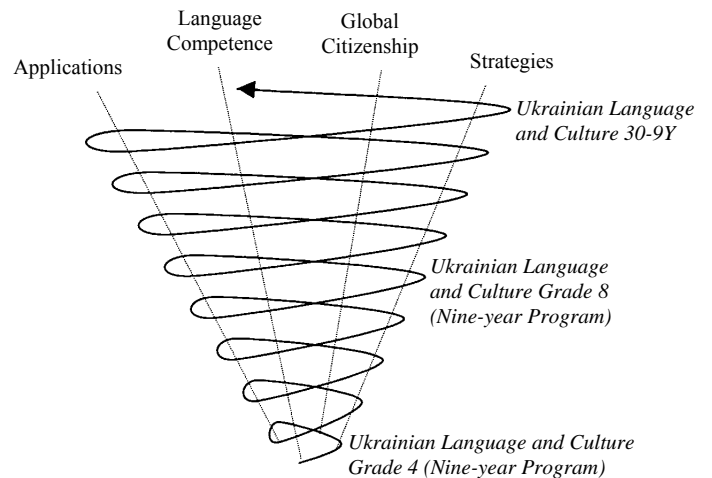 Applications
Language
Competence
Global
Citizenship
Strategies
Ukrainian Language
and Culture 30-9Y
Ukrainian Language
and Culture Grade 8
(Nine-year Program)
Ukrainian Language and Culture
Grade 4 (Nine-year Program)